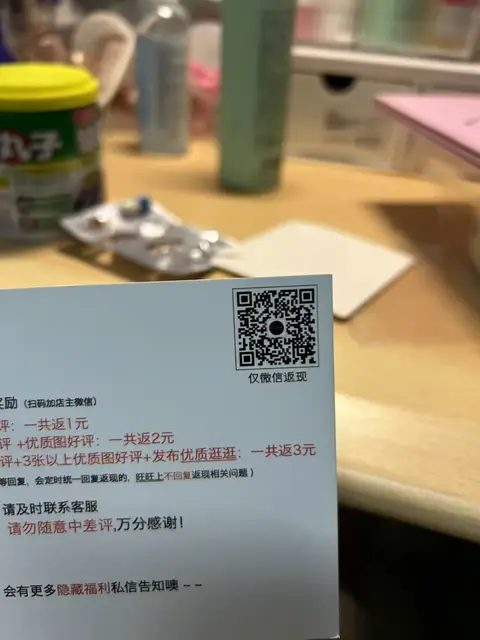 丸子
仅微信返现
励（扫码加店主微信）
评：一共返1元
评 +优质图好评：一共返2元
评+3张以上优质图好评+发布优质逛逛：一共返3元
等回复，会定时统一回复返现的，旺旺上不回复返现相关问题）
请及时联系客服
请勿随意中差评,万分感谢！
会有更多隐藏福利私信告知噢~~